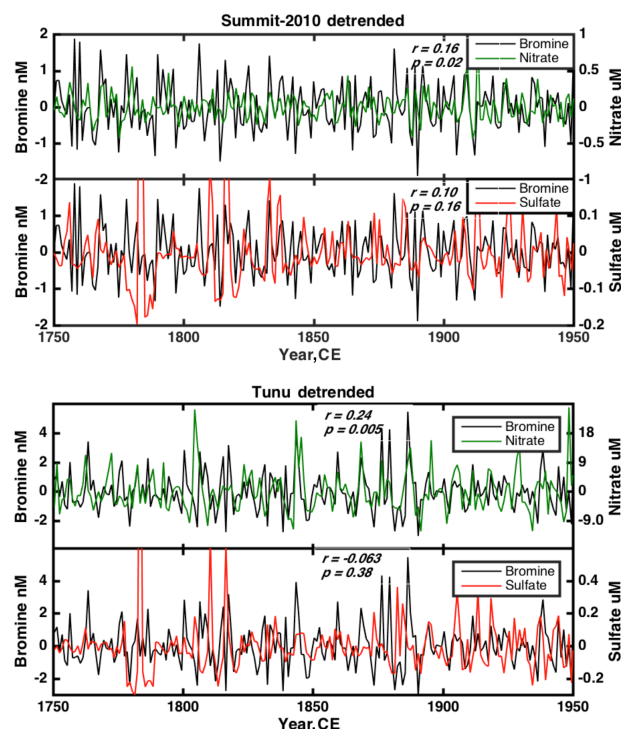 Summit-2010 detrended
r = 0.16
p = 0.02
Bromine
Nitrate
Bromine nM
2
1
0
-1
-2
Nitrate uM
1
0.5
0
-0.5
-1
r = 0.10
p = 0.16
Bromine
Sulfate
Bromine nM
2
1
0
-1
-2
Sulfate uM
0.1
0
-0.1
-0.2
1750
1800
1850
1900
1950
Year,CE
Tunu detrended
r = 0.24
p = 0.005
Bromine
Nitrate
Bromine nM
4
2
0
-2
Nitrate uM
18
9
0
-9.0
r = -0.063
p = 0.38
Bromine
Sulfate
Bromine nM
4
2
0
-2
Sulfate uM
0.4
0.2
0
-0.2
1750
1800
1850
1900
1950
Year,CE